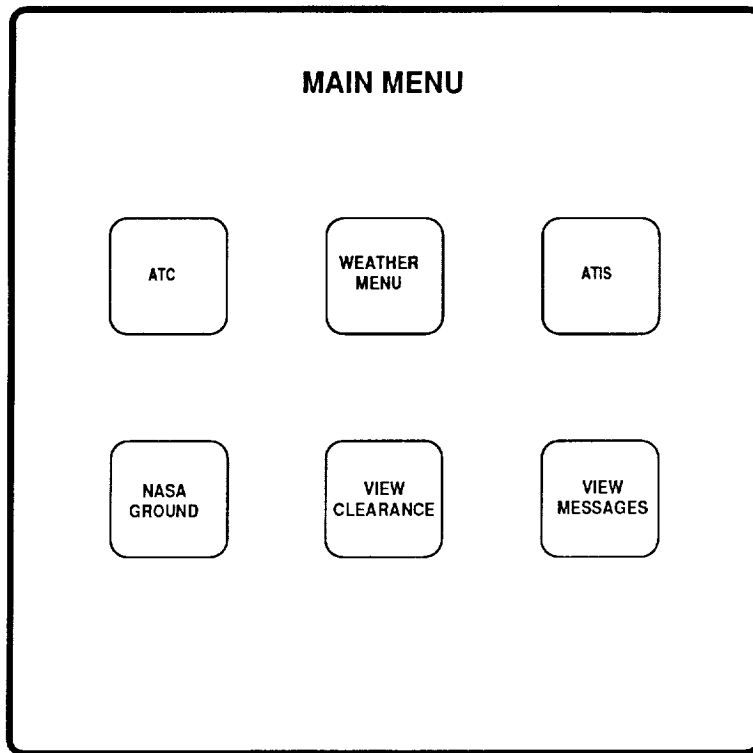 MAIN MENU
ATC
WEATHER
MENU
ATIS
NASA
GROUND
VIEW
CLEARANCE
VIEW
MESSAGES